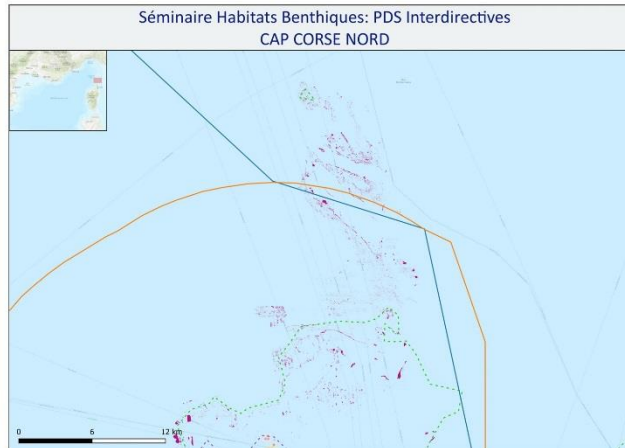 Séminaire Habitats Benthiques: PDS Interdirectives
CAP CORSE NORD
0 6 12 km